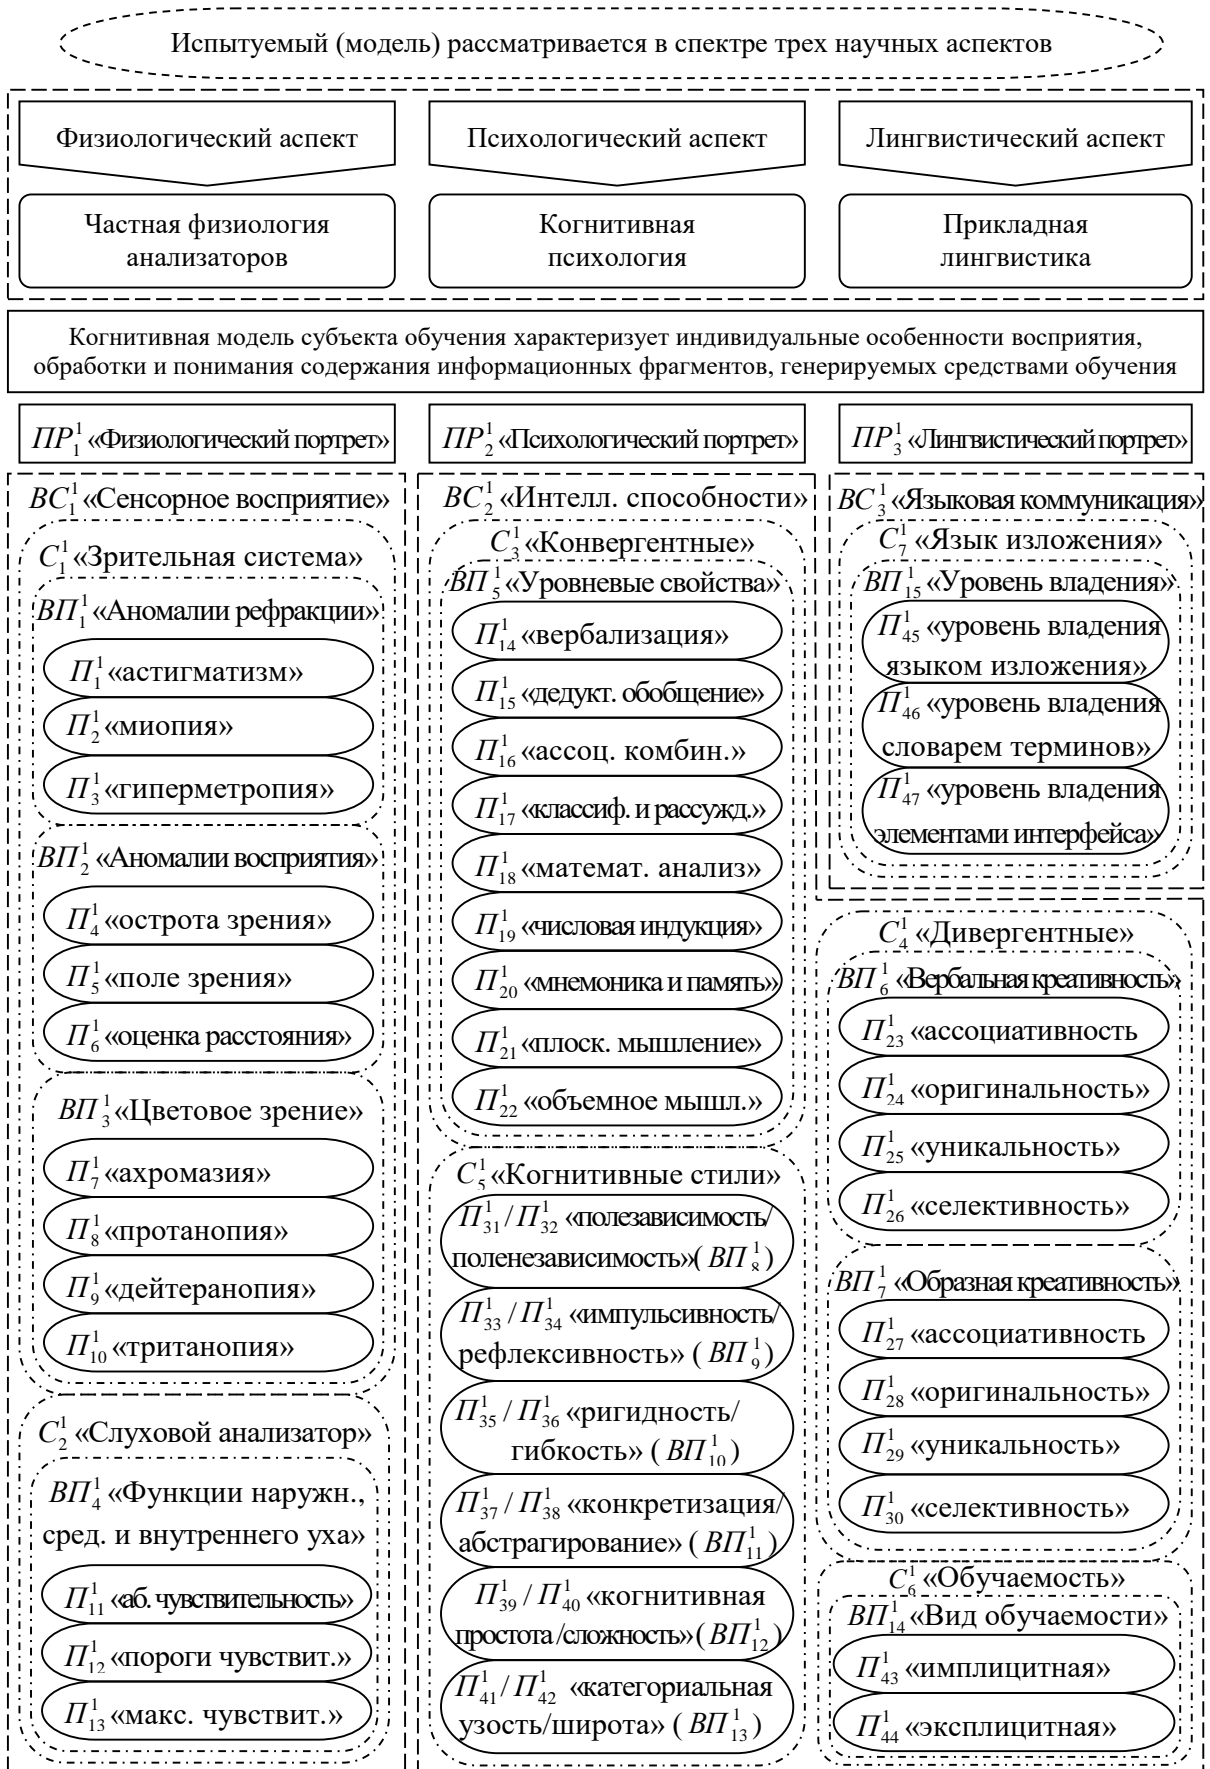 Испытуемый (модель) рассматривается в спектре трех научных аспектов
Физиологический аспект
Психологический аспект
Лингвистический аспект
Частная физиология
анализаторов
Когнитивная
психология
Прикладная
лингвистика
Когнитивная модель субъекта обучения характеризует индивидуальные особенности восприятия,
обработки и понимания содержания информационных фрагментов, генерируемых средствами обучения
ПР₁¹ «Физиологический портрет»
ПР₂¹ «Психологический портрет»
ПР₃¹ «Лингвистический портрет»
ВС₁¹ «Сенсорное восприятие»
С₁¹ «Зрительная система»
ВП₁¹ «Аномалии рефракции»
П₁¹ «астигматизм»
П₂¹ «миопия»
П₃¹ «гиперметропия»
ВП₂¹ «Аномалии восприятия»
П₄¹ «острота зрения»
П₅¹ «поле зрения»
П₆¹ «оценка расстояния»
ВП₃¹ «Цветовое зрение»
П₇¹ «ахромазия»
П₈¹ «протанопия»
П₉¹ «дейтеранопия»
П₁₀¹ «тританопия»
С₂¹ «Слуховой анализатор»
ВП₄¹ «Функции наружн.,
сред. и внутреннего уха»
П₁₁¹ «аб. чувствительность»
П₁₂¹ «пороги чувствит.»
П₁₃¹ «макс. чувствит.»
ВС₂¹ «Интелл. способности»
С₃¹ «Конвергентные»
ВП₅¹ «Уровневые свойства»
П₁₄¹ «вербализация»
П₁₅¹ «дедукт. обобщение»
П₁₆¹ «ассоц. комбин.»
П₁₇¹ «классиф. и рассужд.»
П₁₈¹ «математ. анализ»
П₁₉¹ «числовая индукция»
П₂₀¹ «мнемоника и память»
П₂₁¹ «плоск. мышление»
П₂₂¹ «объемное мышл.»
С₅¹ «Когнитивные стили»
П₃₁¹ / П₃₂¹ «полезависимость/
поленезависимость» (ВП₈¹)
П₃₃¹ / П₃₄¹ «импульсивность/
рефлексивность» (ВП₉¹)
П₃₅¹ / П₃₆¹ «ригидность/
гибкость» (ВП₁₀¹)
П₃₇¹ / П₃₈¹ «конкретизация/
абстрагирование» (ВП₁₁¹)
П₃₉¹ / П₄₀¹ «когнитивная
простота /сложность» (ВП₁₂¹)
П₄₁¹ / П₄₂¹ «категориальная
узость/широта» (ВП₁₃¹)
ВС₃¹ «Языковая коммуникация»
С₇¹ «Язык изложения»
ВП₁₅¹ «Уровень владения»
П₄₅¹ «уровень владения
языком изложения»
П₄₆¹ «уровень владения
словарем терминов»
П₄₇¹ «уровень владения
элементами интерфейса»
С₄¹ «Дивергентные»
ВП₆¹ «Вербальная креативность»
П₂₃¹ «ассоциативность
П₂₄¹ «оригинальность»
П₂₅¹ «уникальность»
П₂₆¹ «селективность»
ВП₇¹ «Образная креативность»
П₂₇¹ «ассоциативность
П₂₈¹ «оригинальность»
П₂₉¹ «уникальность»
П₃₀¹ «селективность»
С₆¹ «Обучаемость»
ВП₁₄¹ «Вид обучаемости»
П₄₃¹ «имплицитная»
П₄₄¹ «эксплицитная»